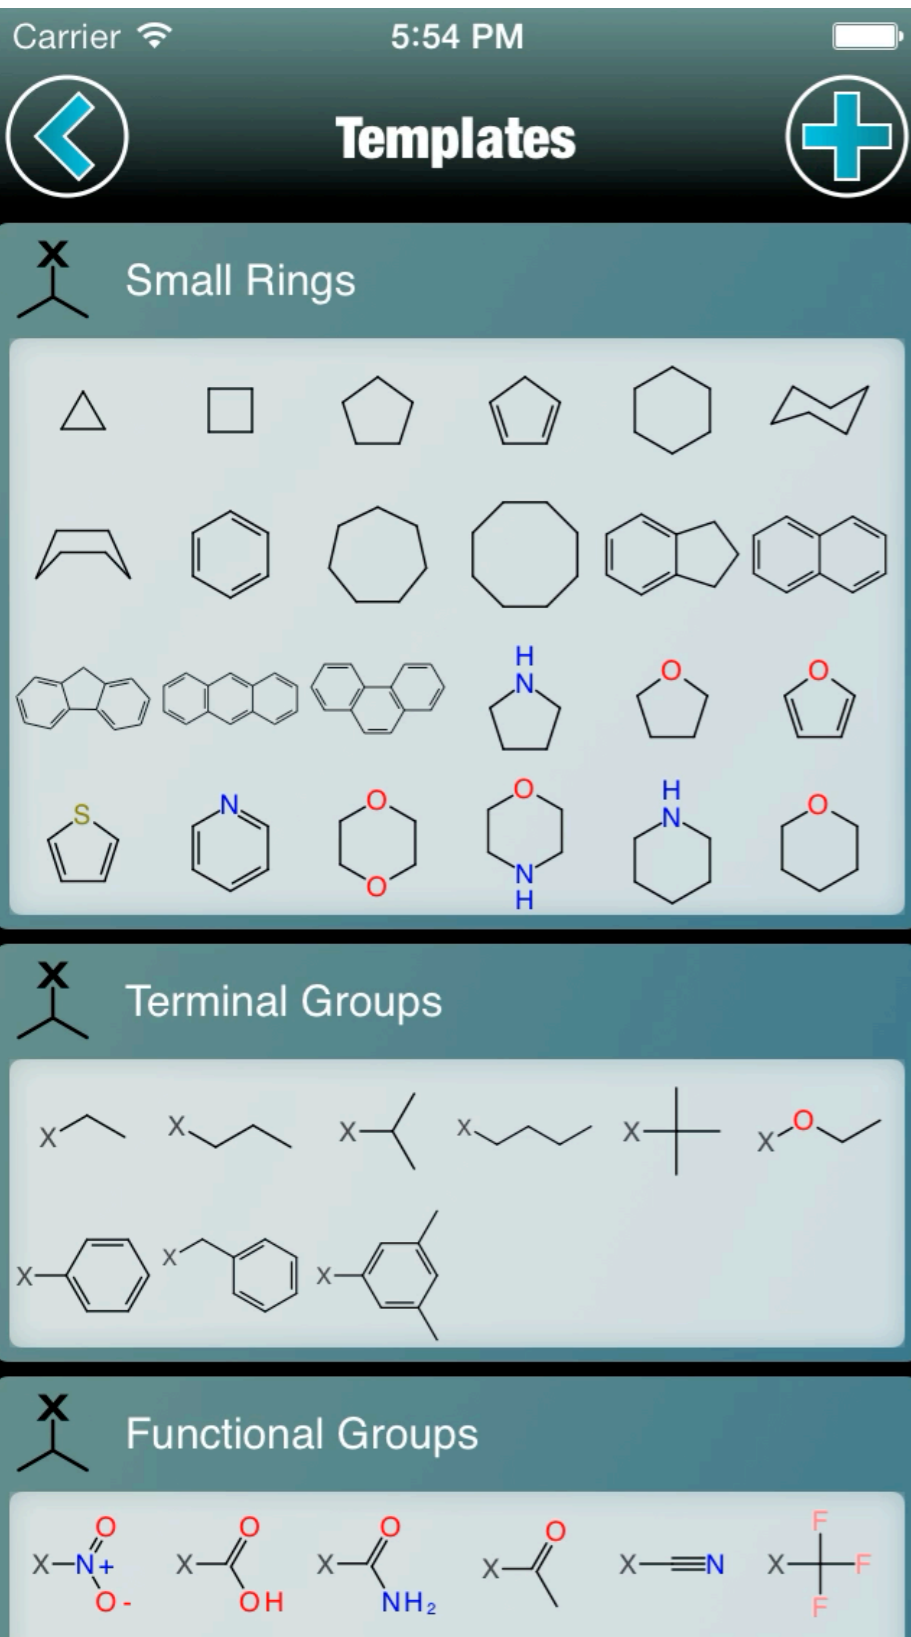 Carrier 5:54 PM
Templates
X Small Rings
H
N O O
S N O O H N O
N H
X Terminal Groups
X X X X X X O
X X X
X Functional Groups
O O O O F
X N+ X X X X N X F
O- OH NH2 F